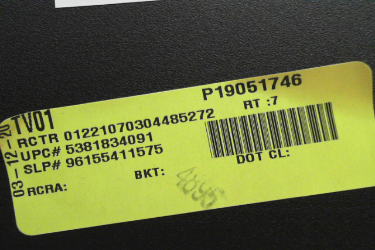 03-12-20
TV01
P19051746
RCTR 01221070304485272
RT :7
UPC# 5381834091
SLP# 96155411575
BKT:
DOT CL:
RCRA:
4895